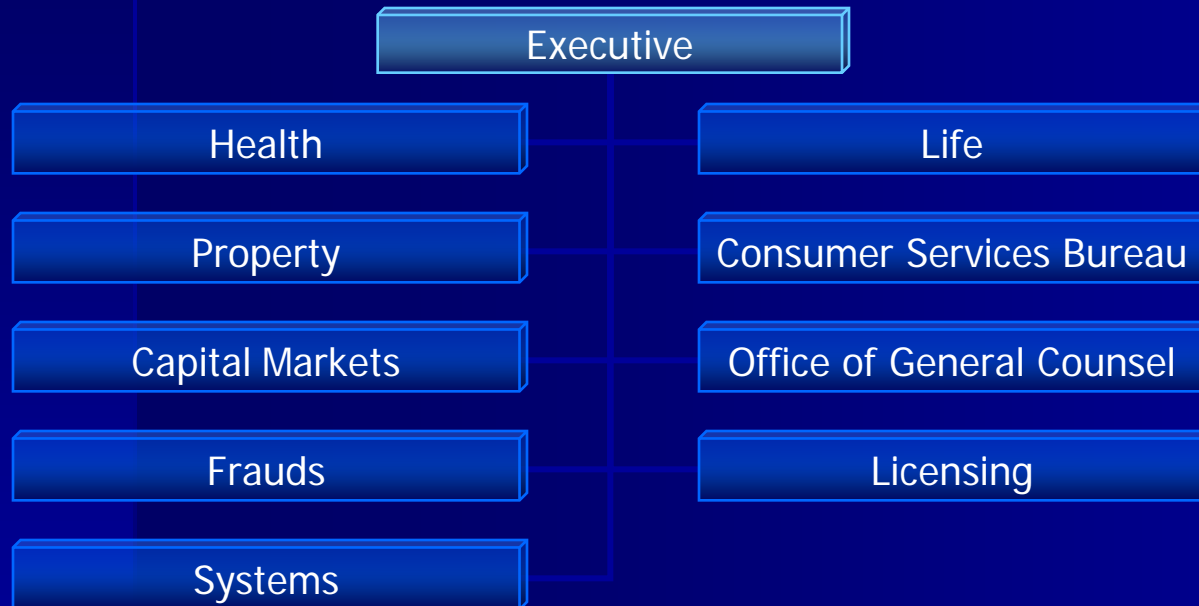 Executive
Health
Life
Property
Consumer Services Bureau
Capital Markets
Office of General Counsel
Frauds
Licensing
Systems